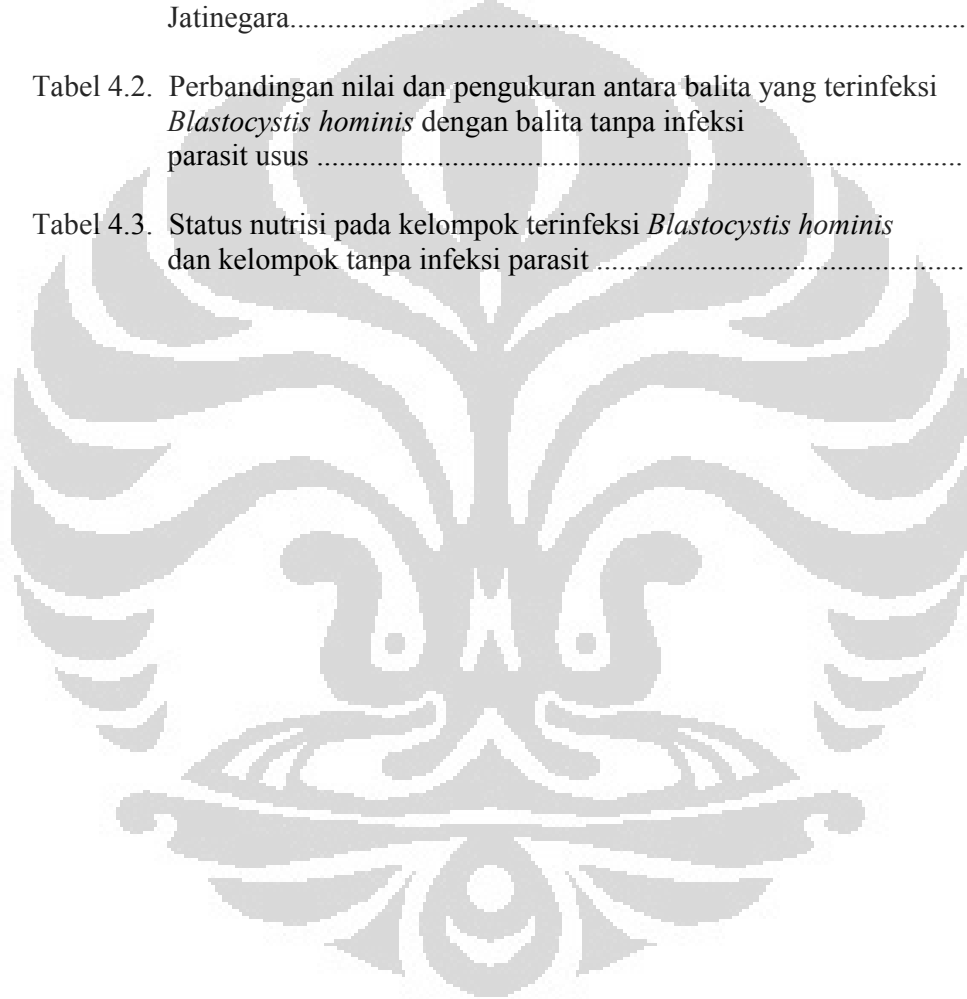 Jatinegara..........................................................................................
Tabel 4.2. Perbandingan nilai dan pengukuran antara balita yang terinfeksi
Blastocystis hominis dengan balita tanpa infeksi
parasit usus ......................................................................................
Tabel 4.3. Status nutrisi pada kelompok terinfeksi Blastocystis hominis
dan kelompok tanpa infeksi parasit .................................................